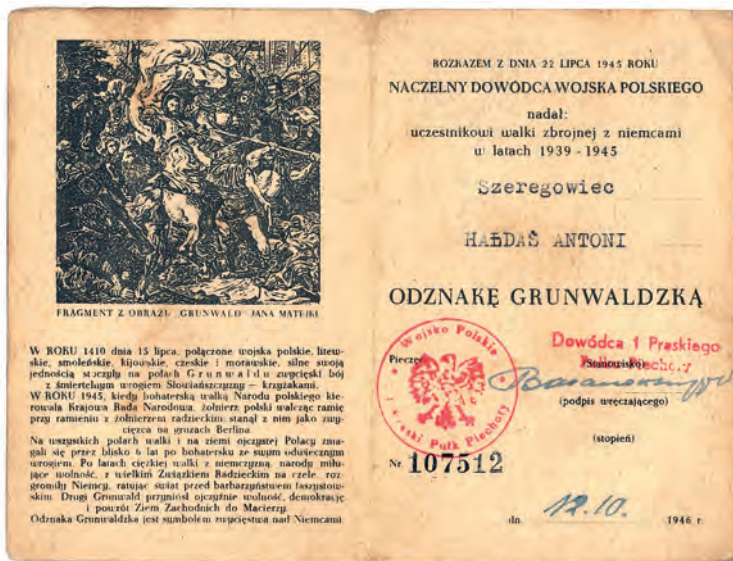 FRAGMENT Z OBRAZU „GRUNWALD" JANA MATEJKI
W ROKU 1410 dnia 15 lipca, połączone wojska polskie, litew-
skie, smoleńskie, kijowskie, czeskie i morawskie, silne swoją
jednością stoczyły na polach Grunwaldu zwycięski bój
z śmiertelnym wrogiem Słowiańszczyzny — krzyżakami.
W ROKU 1945, kiedy bohaterską walką Narodu polskiego kie-
rowała Krajowa Rada Narodowa, żołnierz polski walcząc ramię
przy ramieniu z żołnierzem radzieckim, stanął z nim jako zwy-
cięzca na gruzach Berlina.
Na wszystkich polach walki i na ziemi ojczystej Polacy zma-
gali się przez blisko 6 lat po bohatersku ze swym odwiecznym
wrogiem. Po latach ciężkiej walki z niemczyzną, narody miłu-
jące wolność, z wielkim Związkiem Radzieckim na czele, roz-
gromiły Niemcy, ratując świat przed barbarzyństwem faszystow-
skim. Drugi Grunwald przyniósł ojczyźnie wolność, demokrację
i powrót Ziem Zachodnich do Macierzy.
Odznaka Grunwaldzka jest symbolem zwycięstwa nad Niemcami
ROZKAZEM Z DNIA 22 LIPCA 1945 ROKU
NACZELNY DOWÓDCA WOJSKA POLSKIEGO
nadał:
uczestnikowi walki zbrojnej z niemcami
w latach 1939 - 1945
Szeregowiec
HAŁDAŚ ANTONI
ODZNAKĘ GRUNWALDZKĄ
Wojsko Polskie
Pułk Piechoty
Pieczęć
Dowódca 1 Praskiego
Pułku Piechoty
(Stanowisko)
(podpis wręczającego)
(stopień)
Nr 107512
dn. 12.10. 1946 r.